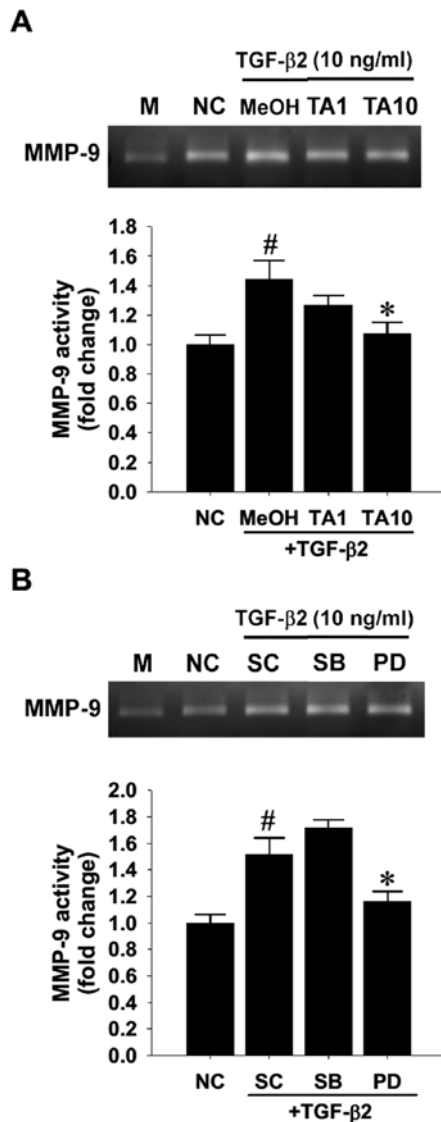 A
TGF-β2 (10 ng/ml)
M NC MeOH TA1 TA10
MMP-9
MMP-9 activity
(fold change)
1.8
1.6
1.4
1.2
1.0
0.8
0.6
0.4
0.2
0.0
#
*
NC MeOH TA1 TA10
+TGF-β2
B
TGF-β2 (10 ng/ml)
M NC SC SB PD
MMP-9
MMP-9 activity
(fold change)
2.0
1.8
1.6
1.4
1.2
1.0
0.8
0.6
0.4
0.2
0.0
#
*
NC SC SB PD
+TGF-β2